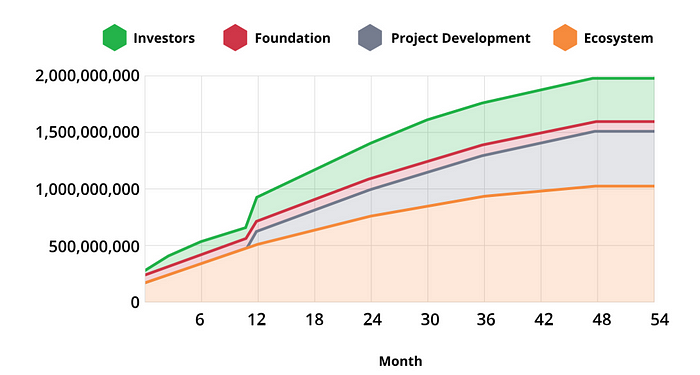 Investors Foundation Project Development Ecosystem
2,000,000,000
1,500,000,000
1,000,000,000
500,000,000
0
6 12 18 24 30 36 42 48 54
Month